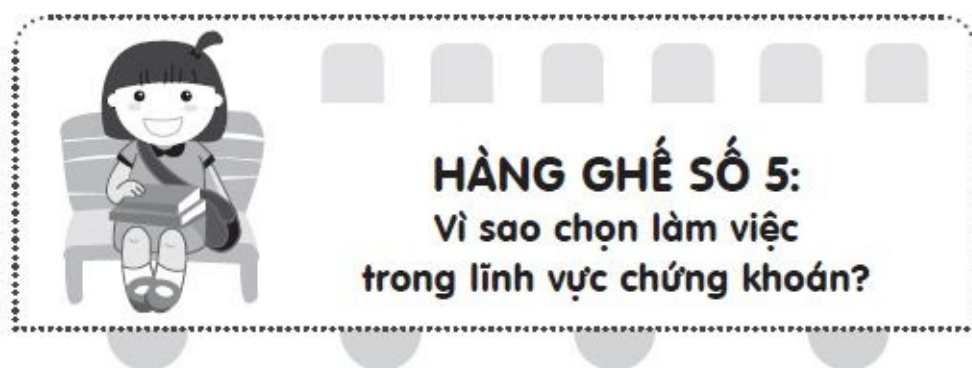 HÀNG GHẾ SỐ 5:
Vì sao chọn làm việc
trong lĩnh vực chứng khoán?